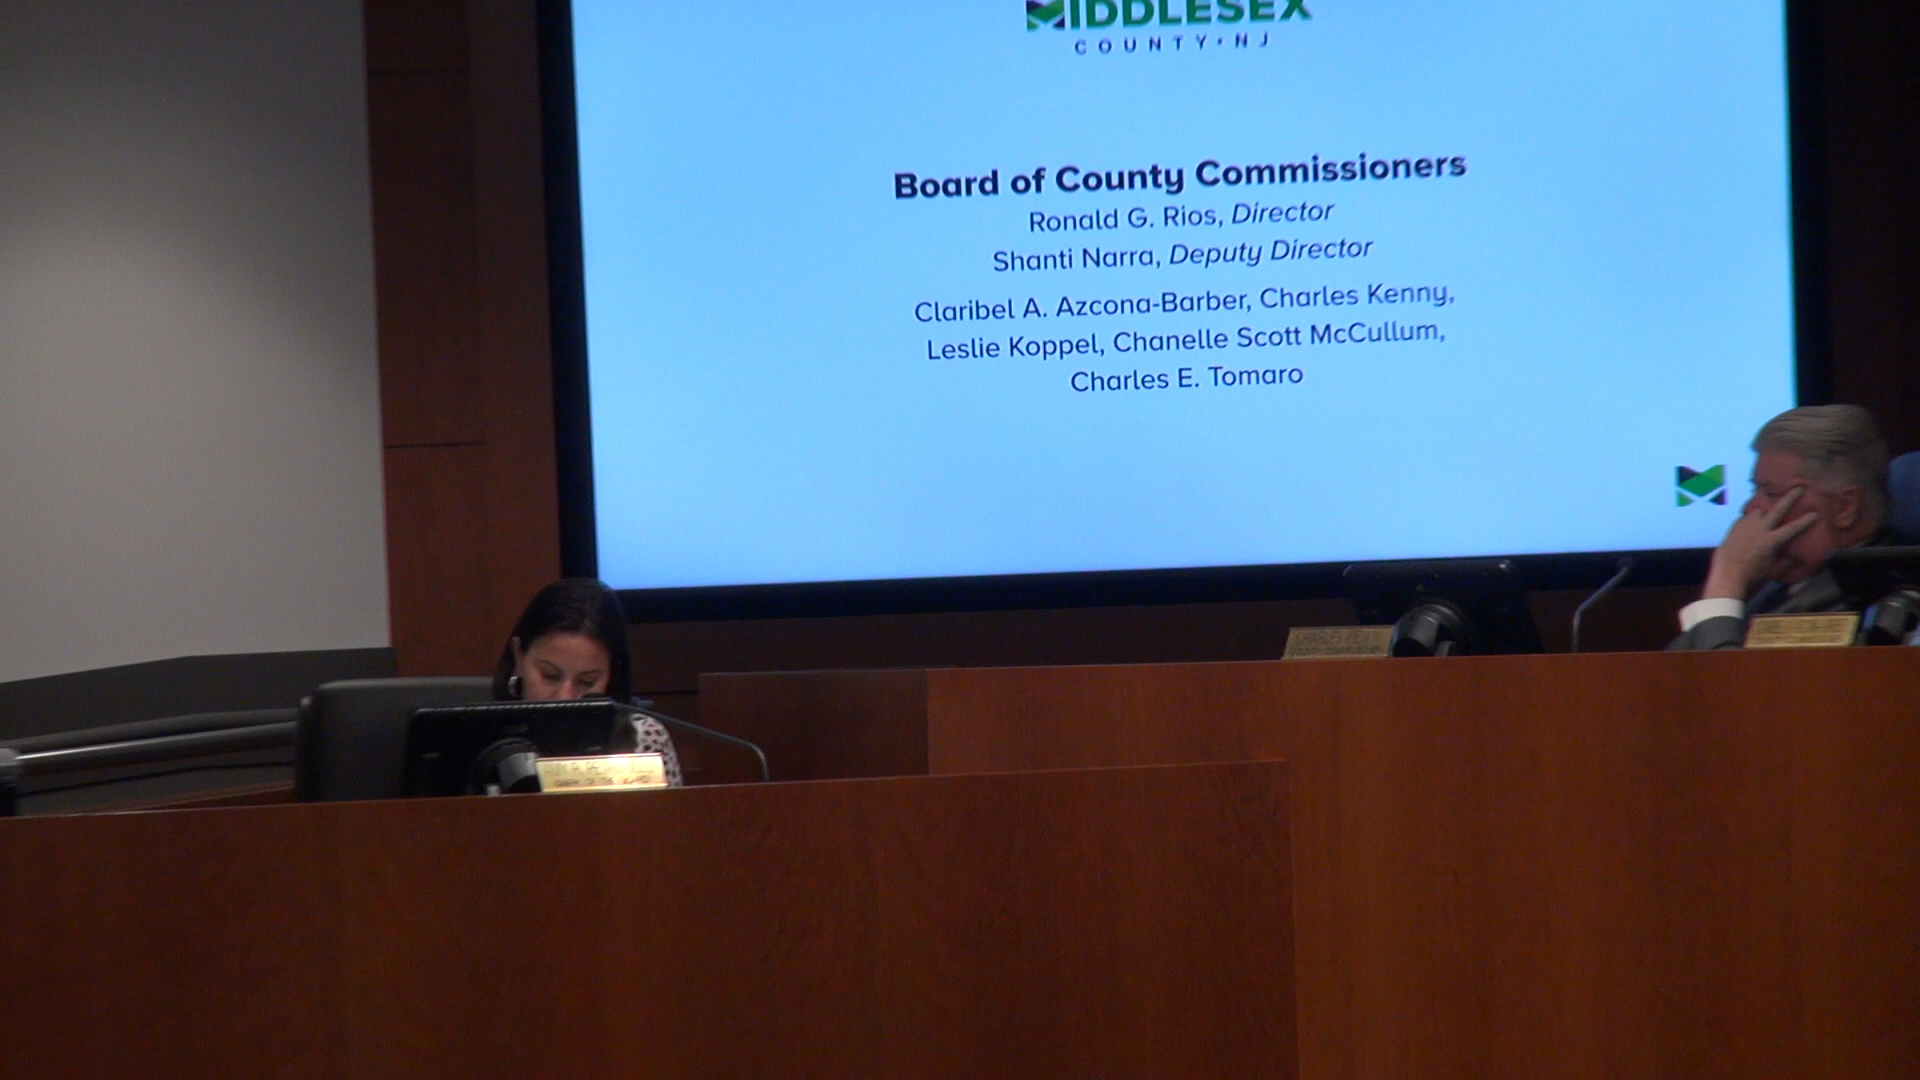 MIDDLESEX
COUNTY • NJ
Board of County Commissioners
Ronald G. Rios, Director
Shanti Narra, Deputy Director
Claribel A. Azcona-Barber, Charles Kenny,
Leslie Koppel, Chanelle Scott McCullum,
Charles E. Tomaro